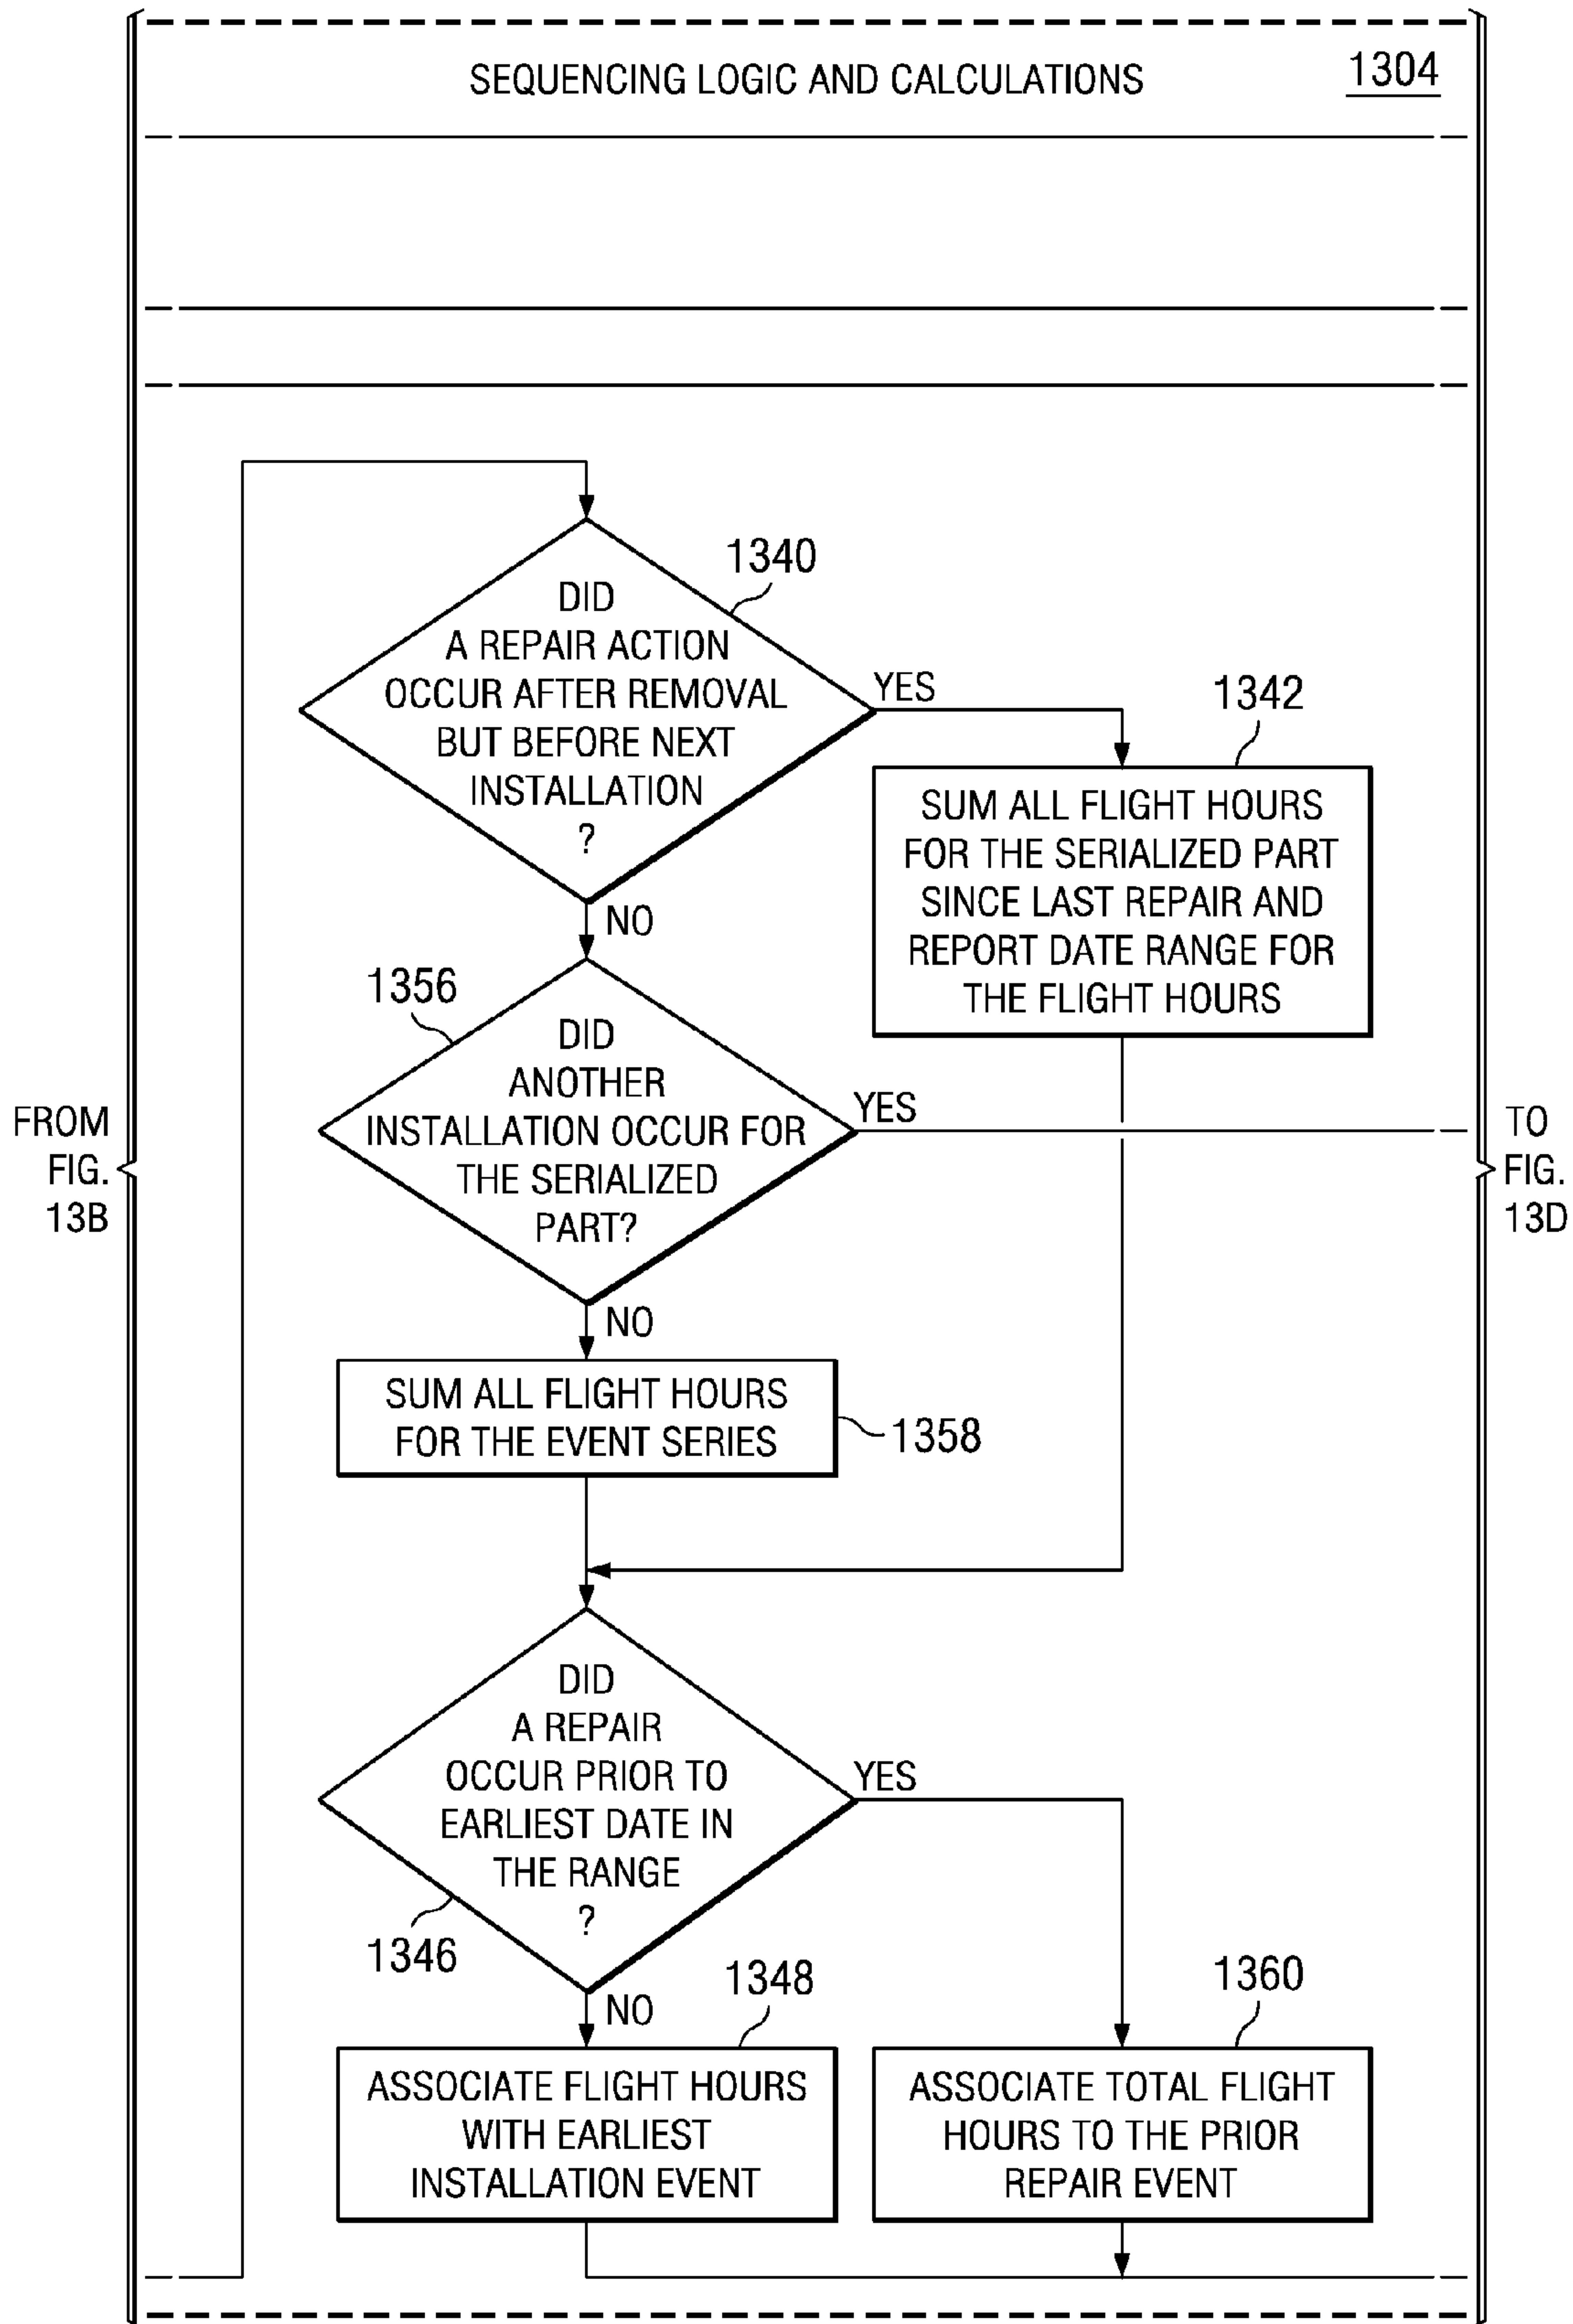 SEQUENCING LOGIC AND CALCULATIONS
1304
1340
DID
A REPAIR ACTION
OCCUR AFTER REMOVAL
BUT BEFORE NEXT
INSTALLATION
?
YES
1342
SUM ALL FLIGHT HOURS
FOR THE SERIALIZED PART
SINCE LAST REPAIR AND
REPORT DATE RANGE FOR
THE FLIGHT HOURS
NO
1356
DID
ANOTHER
INSTALLATION OCCUR FOR
THE SERIALIZED
PART?
YES
FROM
FIG.
13B
TO
FIG.
13D
NO
SUM ALL FLIGHT HOURS
FOR THE EVENT SERIES
1358
DID
A REPAIR
OCCUR PRIOR TO
EARLIEST DATE IN
THE RANGE
?
YES
1346
NO
1348
ASSOCIATE FLIGHT HOURS
WITH EARLIEST
INSTALLATION EVENT
1360
ASSOCIATE TOTAL FLIGHT
HOURS TO THE PRIOR
REPAIR EVENT